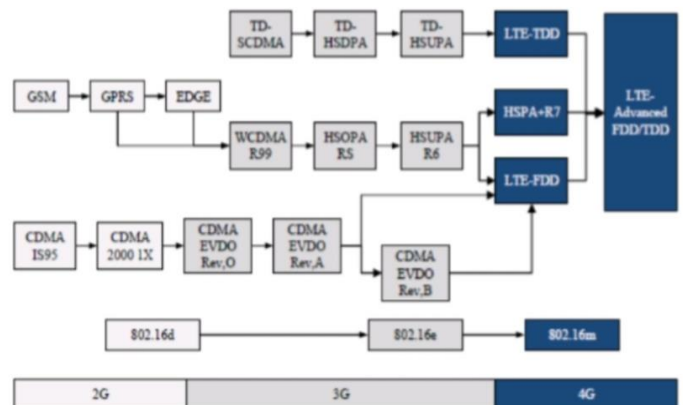 TD-
SCDMA
TD-
HSDPA
TD-
HSUPA
LTE-TDD
LTE-
Advanced
FDD/TDD
GSM
GPRS
EDGE
HSPA+R7
WCDMA
R99
HSOPA
RS
HSUPA
R6
LTE-FDD
CDMA
IS95
CDMA
2000 1X
CDMA
EVDO
Rev,O
CDMA
EVDO
Rev,A
CDMA
EVDO
Rev,B
802.16d
802.16e
802.16m
2G
3G
4G